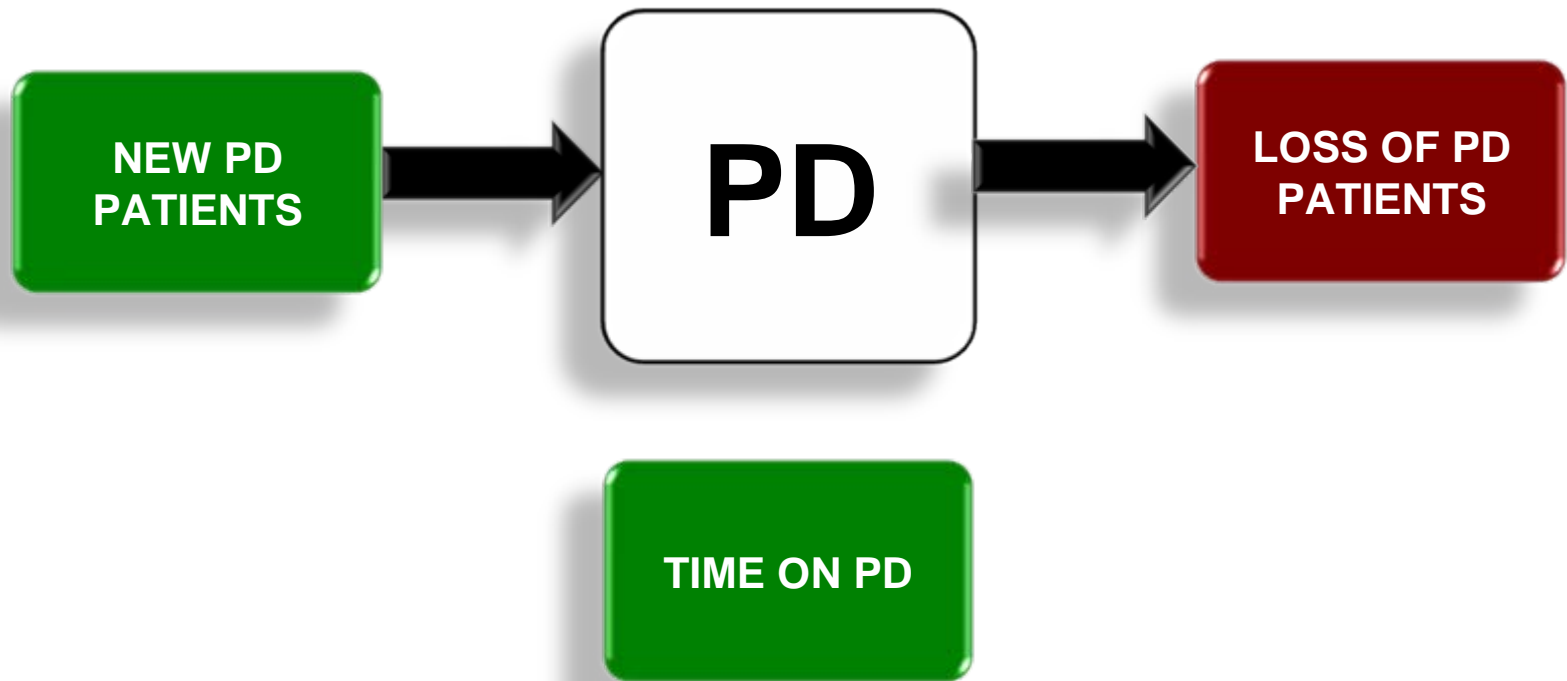 NEW PD
PATIENTS
PD
LOSS OF PD
PATIENTS
TIME ON PD